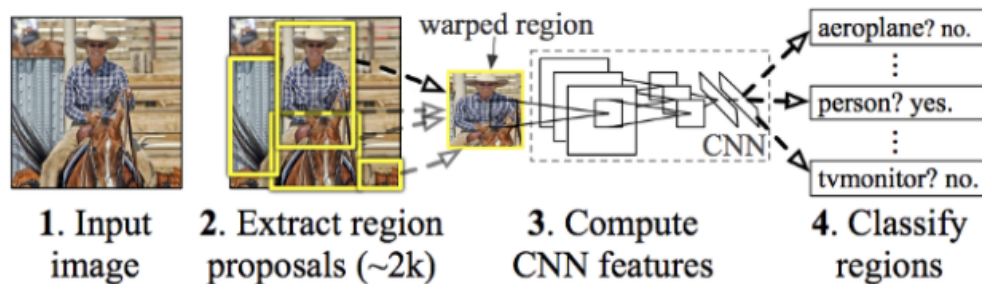 warped region
aeroplane? no.
person? yes.
CNN
tvmonitor? no.
1. Input
image
2. Extract region
proposals (~2k)
3. Compute
CNN features
4. Classify
regions